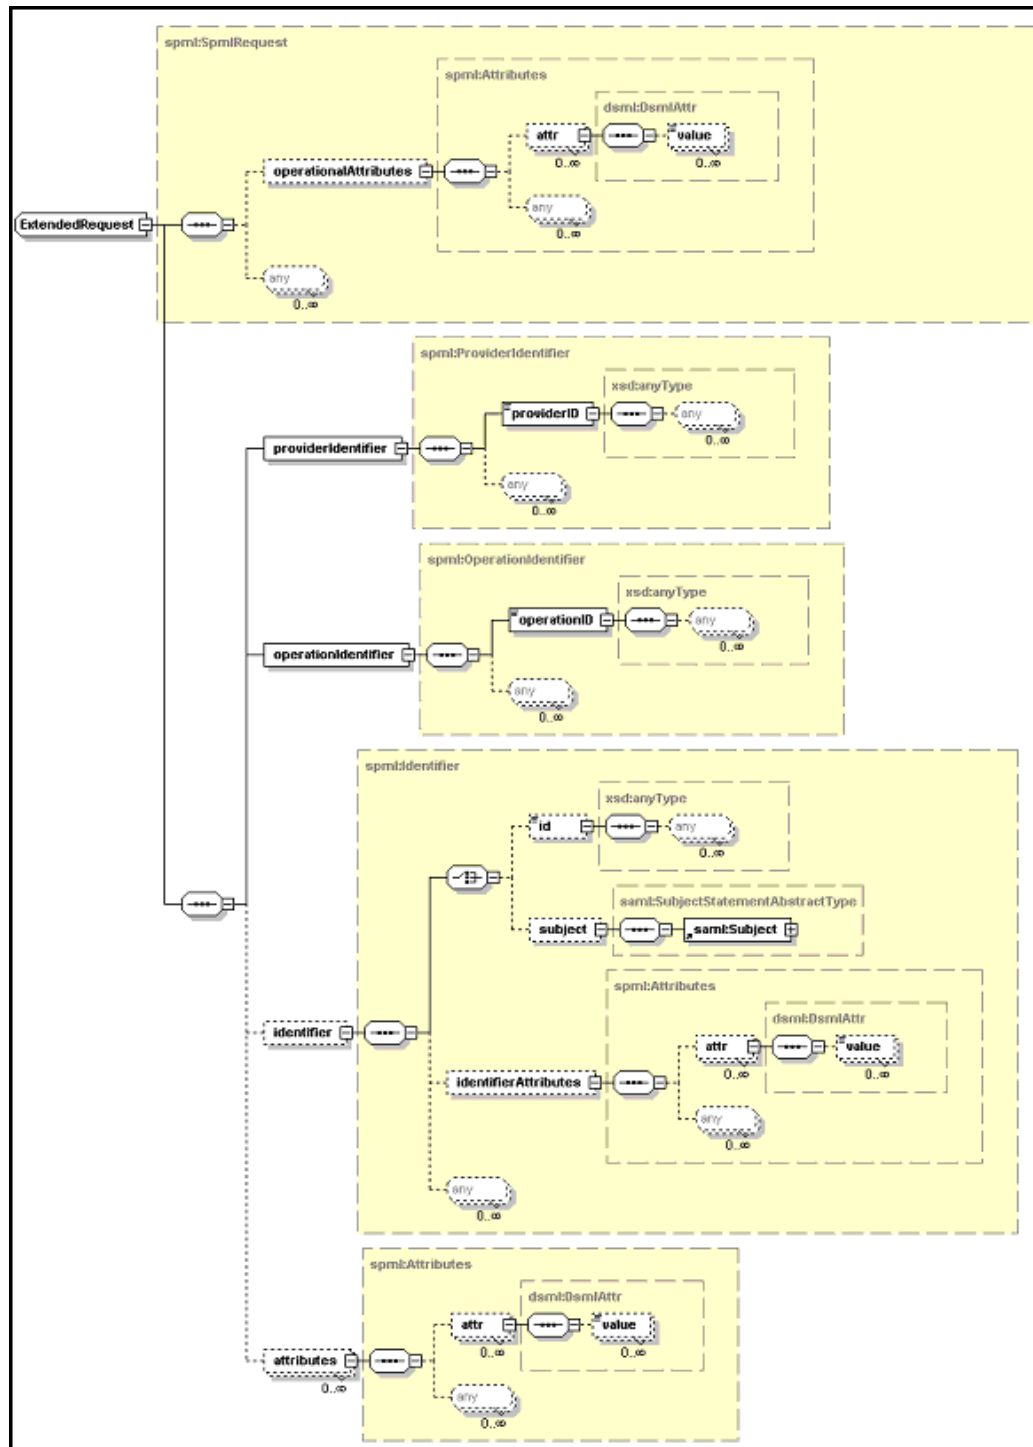 spml:SpmlRequest
spml:Attributes
dsml:DsmlAttr
attr
value
0..∞
0..∞
operationalAttributes
any
0..∞
ExtendedRequest
any
0..∞
spml:ProviderIdentifier
xsd:anyType
providerID
any
0..∞
providerIdentifier
any
0..∞
spml:OperationIdentifier
xsd:anyType
operationID
any
0..∞
operationIdentifier
any
0..∞
spml:Identifier
xsd:anyType
id
any
0..∞
saml:SubjectStatementAbstractType
subject
saml:Subject
spml:Attributes
dsml:DsmlAttr
identifier
attr
value
0..∞
0..∞
identifierAttributes
any
0..∞
any
0..∞
spml:Attributes
dsml:DsmlAttr
attr
value
0..∞
0..∞
attributes
0..∞
any
0..∞